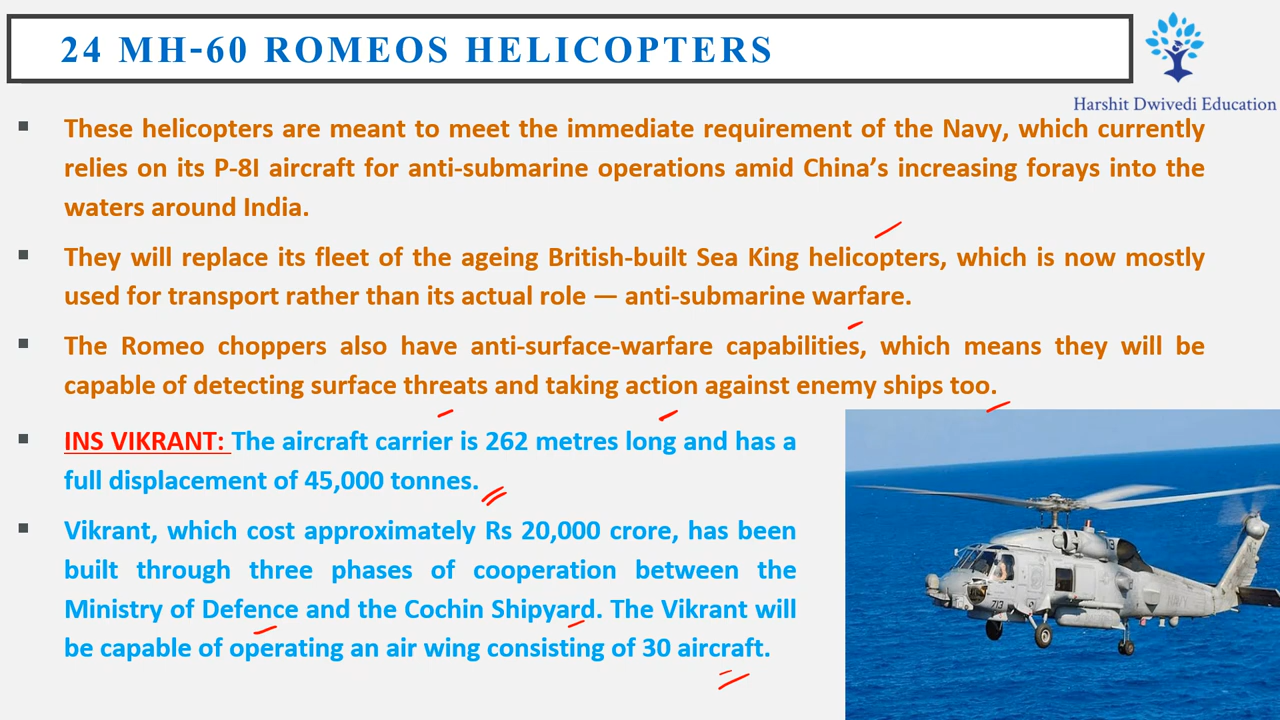 24 MH-60 ROMEOS HELICOPTERS
Harshit Dwivedi Education
▪ These helicopters are meant to meet the immediate requirement of the Navy, which currently
relies on its P-8I aircraft for anti-submarine operations amid China’s increasing forays into the
waters around India.
▪ They will replace its fleet of the ageing British-built Sea King helicopters, which is now mostly
used for transport rather than its actual role — anti-submarine warfare.
▪ The Romeo choppers also have anti-surface-warfare capabilities, which means they will be
capable of detecting surface threats and taking action against enemy ships too.
▪ INS VIKRANT: The aircraft carrier is 262 metres long and has a
full displacement of 45,000 tonnes.
▪ Vikrant, which cost approximately Rs 20,000 crore, has been
built through three phases of cooperation between the
Ministry of Defence and the Cochin Shipyard. The Vikrant will
be capable of operating an air wing consisting of 30 aircraft.
713